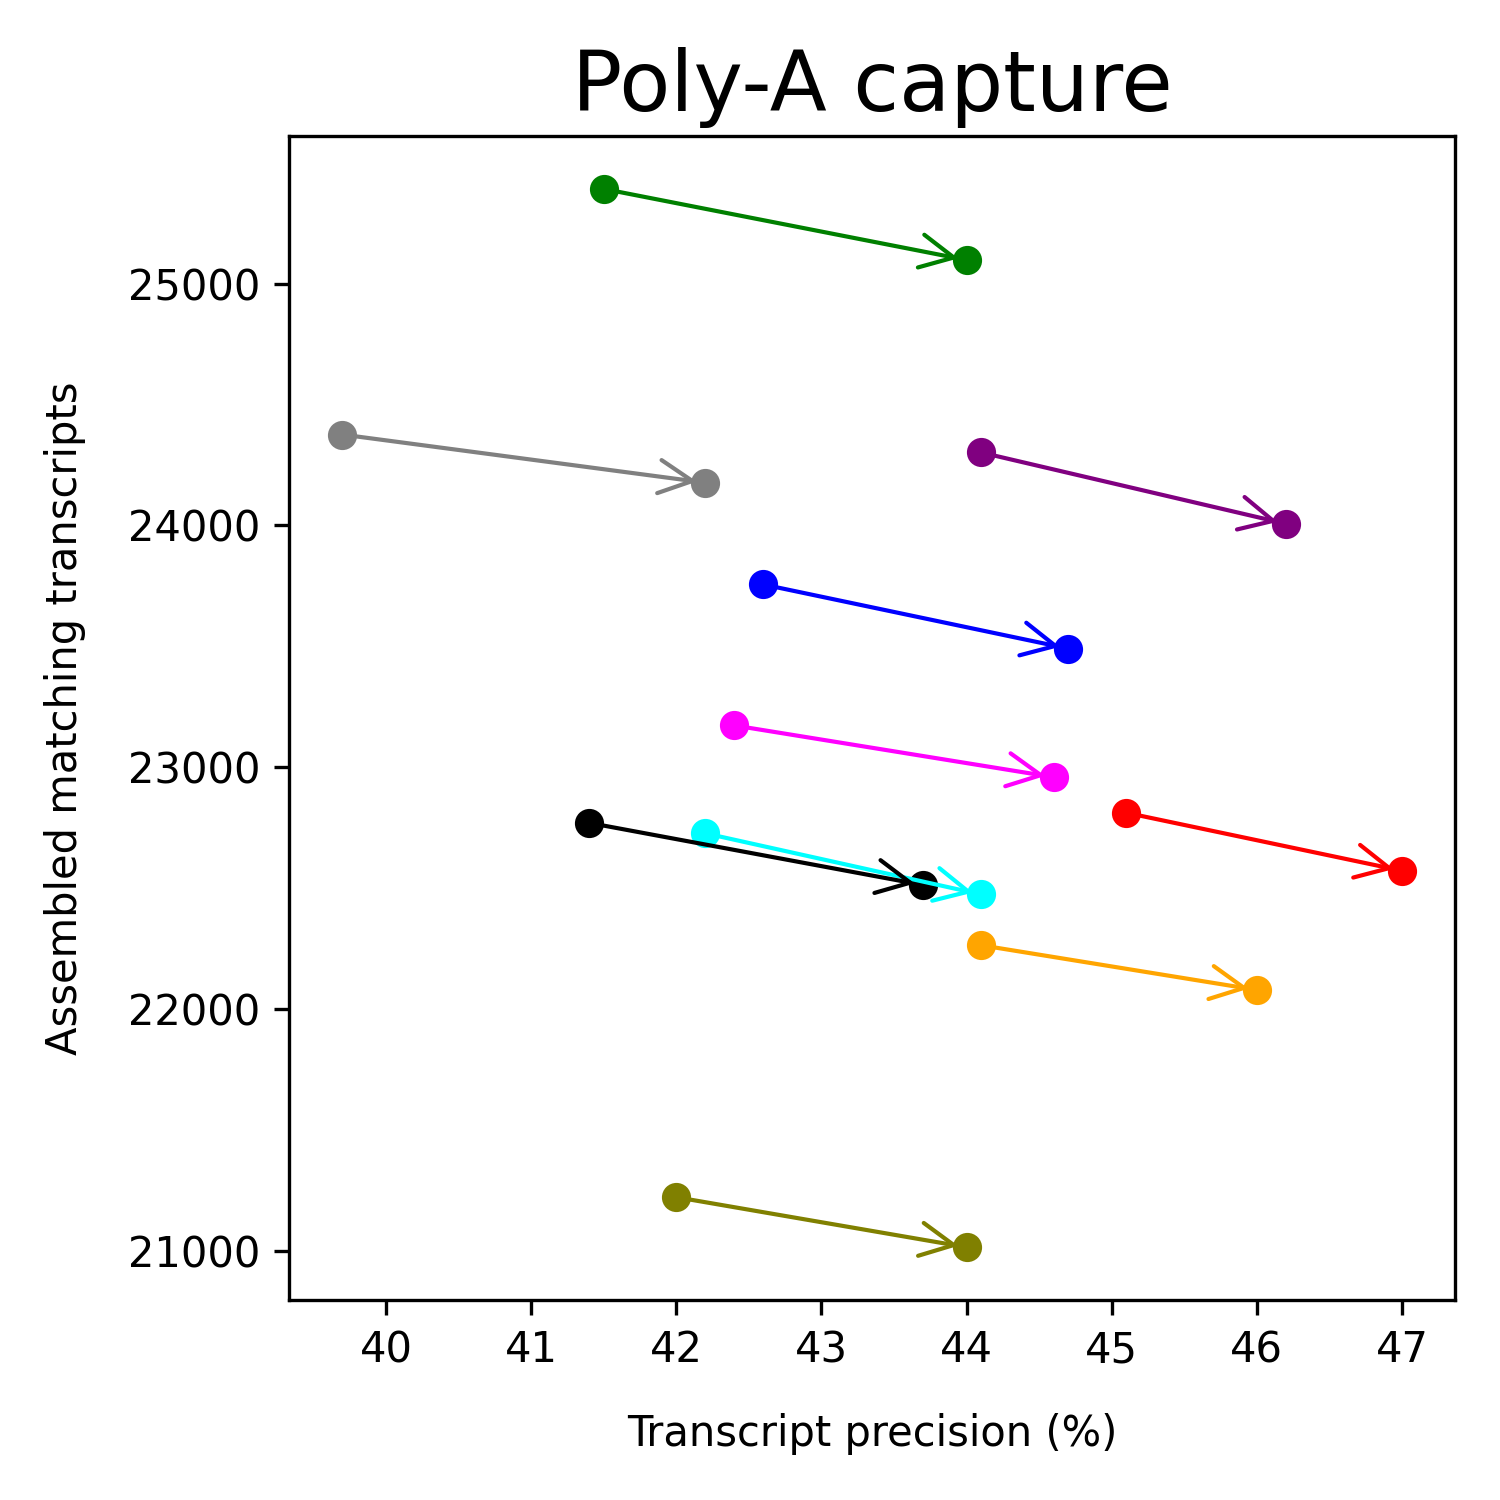 Poly-A capture
Assembled matching transcripts
25000
24000
23000
22000
21000
40 41 42 43 44 45 46 47
Transcript precision (%)